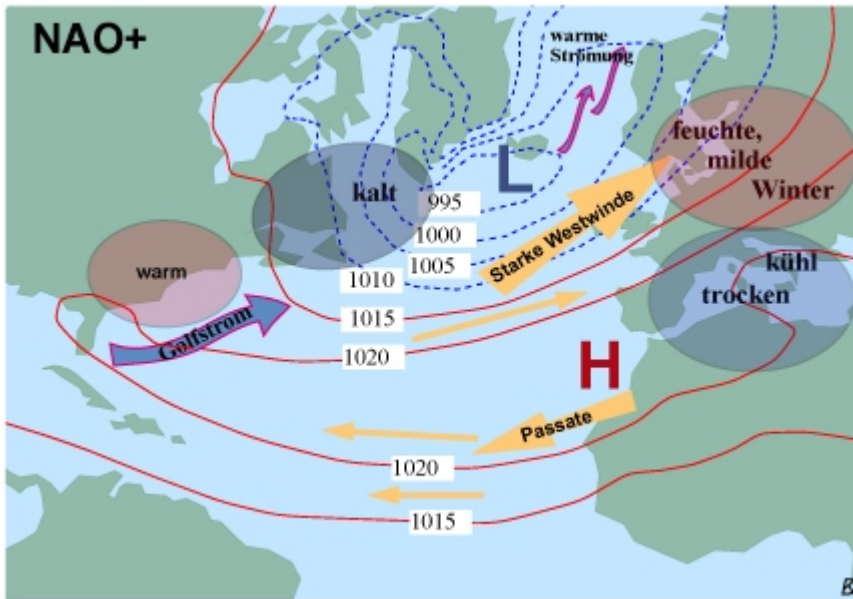 NAO+
warme
Strömung
feuchte,
milde
Winter
kalt
L
995
1000
Starke Westwinde
kühl
trocken
warm
1005
1010
Golfstrom
1015
1020
H
Passate
1020
1015